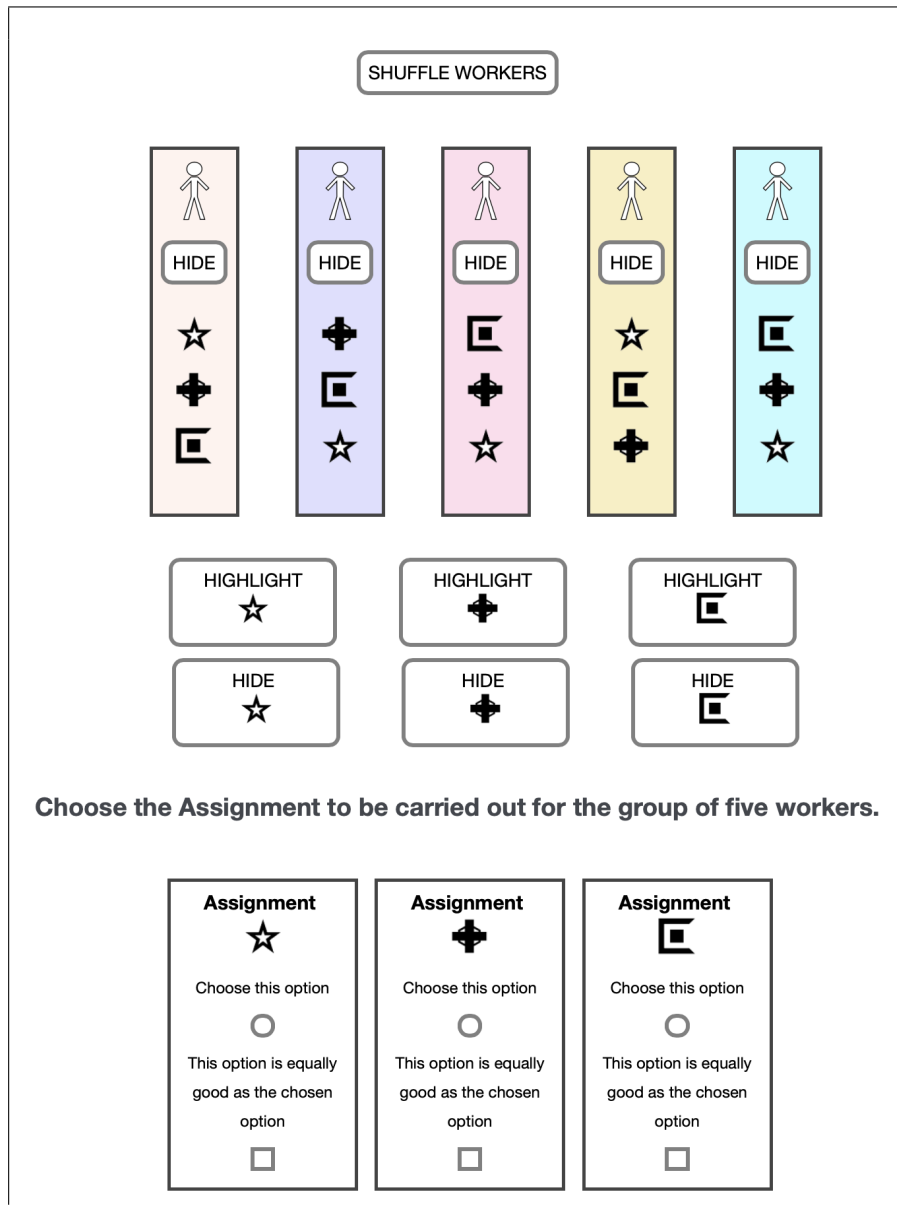 SHUFFLE WORKERS
HIDE HIDE HIDE HIDE HIDE
HIGHLIGHT HIGHLIGHT HIGHLIGHT
HIDE HIDE HIDE
Choose the Assignment to be carried out for the group of five workers.
Assignment
Choose this option
This option is equally
good as the chosen
option
Assignment
Choose this option
This option is equally
good as the chosen
option
Assignment
Choose this option
This option is equally
good as the chosen
option